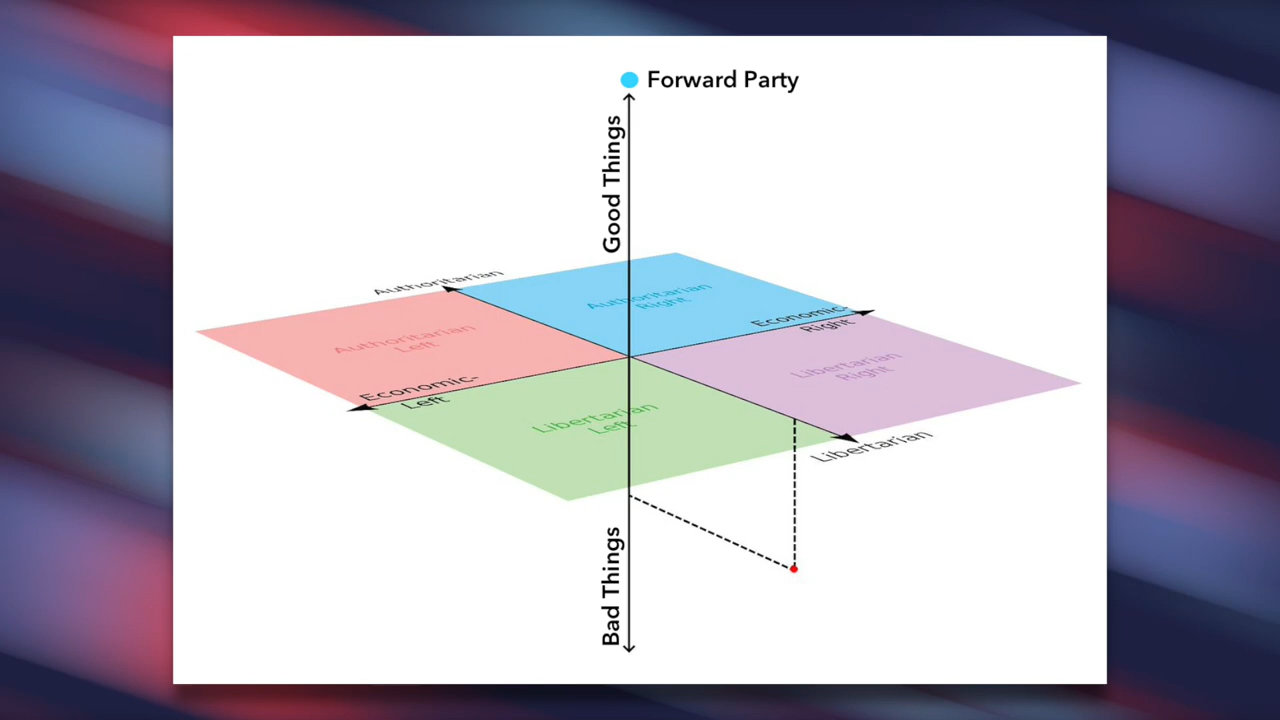 Forward Party
Good Things
Authoritarian
Authoritarian
Right
Economic-
Right
Authoritarian
Left
Libertarian
Right
Economic-
Left
Libertarian
Left
Libertarian
Bad Things